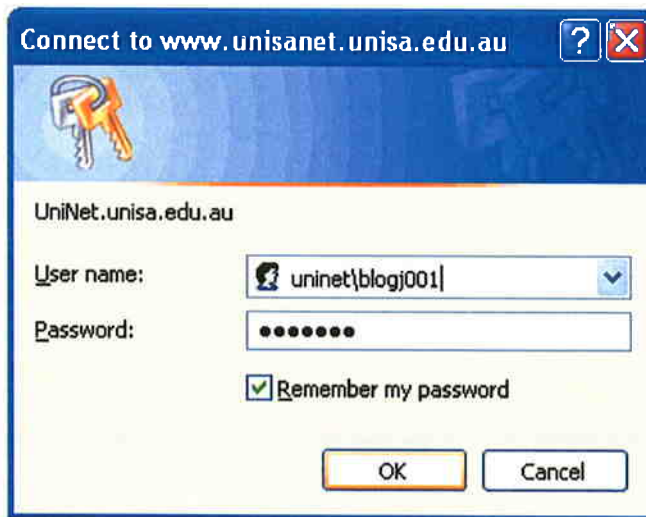 Connect to www.unisanet.unisa.edu.au
UniNet.unisa.edu.au
User name: uninet\blogj001
Password: •••••••
Remember my password
OK Cancel